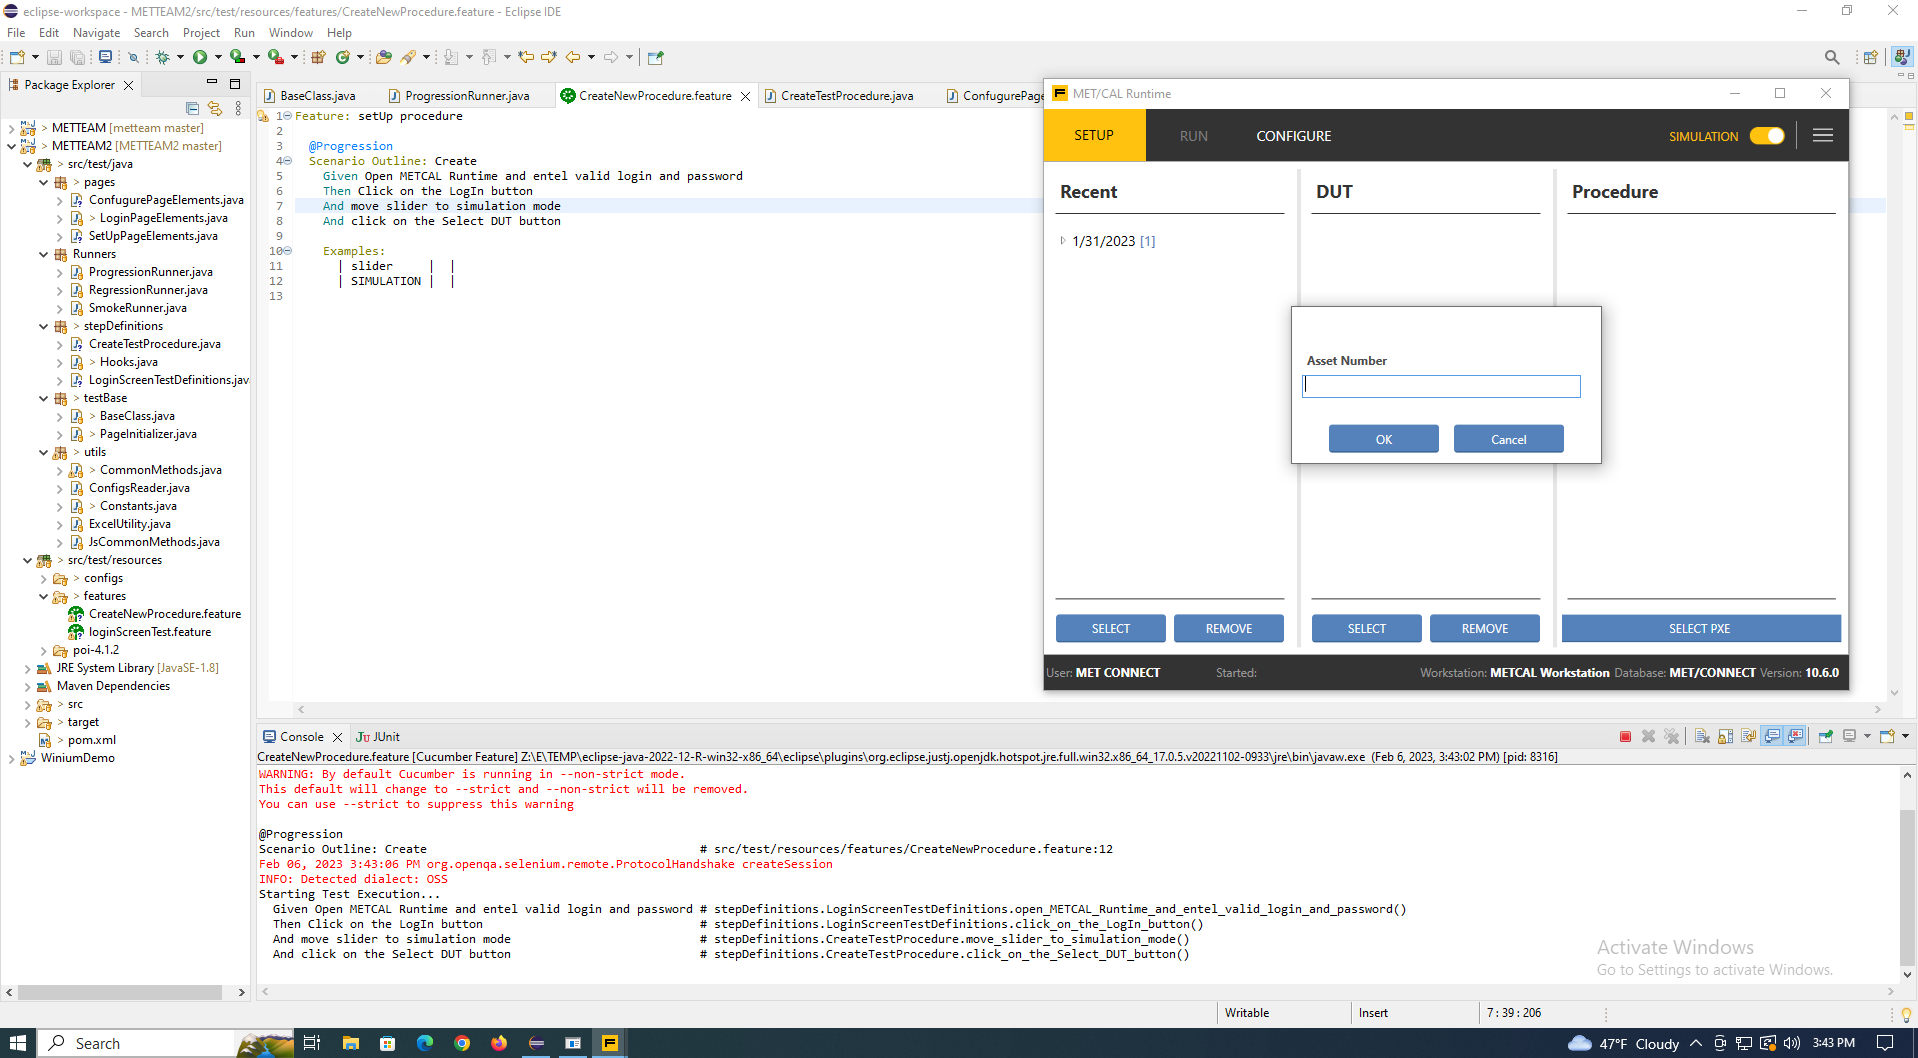 eclipse-workspace - METTEAM2/src/test/resources/features/CreateNewProcedure.feature - Eclipse IDE
File Edit Navigate Search Project Run Window Help
Package Explorer
> METTEAM [metteam master]
> METTEAM2 [METTEAM2 master]
> src/test/java
> pages
ConfugurePageElements.java
> LoginPageElements.java
SetUpPageElements.java
Runners
ProgressionRunner.java
RegressionRunner.java
SmokeRunner.java
> stepDefinitions
CreateTestProcedure.java
> Hooks.java
LoginScreenTestDefinitions.jav
> testBase
> BaseClass.java
> PageInitializer.java
> utils
> CommonMethods.java
ConfigsReader.java
> Constants.java
ExcelUtility.java
JsCommonMethods.java
> src/test/resources
> configs
> features
CreateNewProcedure.feature
loginScreenTest.feature
poi-4.1.2
JRE System Library [JavaSE-1.8]
Maven Dependencies
> src
> target
> pom.xml
WiniumDemo
BaseClass.java ProgressionRunner.java CreateNewProcedure.feature CreateTestProcedure.java ConfugurePage
1 Feature: setUp procedure
2
3 @Progression
4 Scenario Outline: Create
5 Given Open METCAL Runtime and entel valid login and password
6 Then Click on the LogIn button
7 And move slider to simulation mode
8 And click on the Select DUT button
9
10 Examples:
11 | slider | |
12 | SIMULATION | |
13
MET/CAL Runtime
SETUP RUN CONFIGURE SIMULATION
Recent DUT Procedure
1/31/2023 [1]
Asset Number
OK Cancel
SELECT REMOVE SELECT REMOVE SELECT PXE
User: MET CONNECT Started: Workstation: METCAL Workstation Database: MET/CONNECT Version: 10.6.0
Console JUnit
CreateNewProcedure.feature [Cucumber Feature] Z:\E\TEMP\eclipse-java-2022-12-R-win32-x86_64\eclipse\plugins\org.eclipse.justj.openjdk.hotspot.jre.full.win32.x86_64_17.0.5.v20221102-0933\jre\bin\javaw.exe (Feb 6, 2023, 3:43:02 PM) [pid: 8316]
WARNING: By default Cucumber is running in --non-strict mode.
This default will change to --strict and --non-strict will be removed.
You can use --strict to suppress this warning
@Progression
Scenario Outline: Create # src/test/resources/features/CreateNewProcedure.feature:12
Feb 06, 2023 3:43:06 PM org.openqa.selenium.remote.ProtocolHandshake createSession
INFO: Detected dialect: OSS
Starting Test Execution...
Given Open METCAL Runtime and entel valid login and password # stepDefinitions.LoginScreenTestDefinitions.open_METCAL_Runtime_and_entel_valid_login_and_password()
Then Click on the LogIn button # stepDefinitions.LoginScreenTestDefinitions.click_on_the_LogIn_button()
And move slider to simulation mode # stepDefinitions.CreateTestProcedure.move_slider_to_simulation_mode()
And click on the Select DUT button # stepDefinitions.CreateTestProcedure.click_on_the_Select_DUT_button()
Activate Windows
Go to Settings to activate Windows.
Writable Insert 7 : 39 : 206
Search 47°F Cloudy 3:43 PM